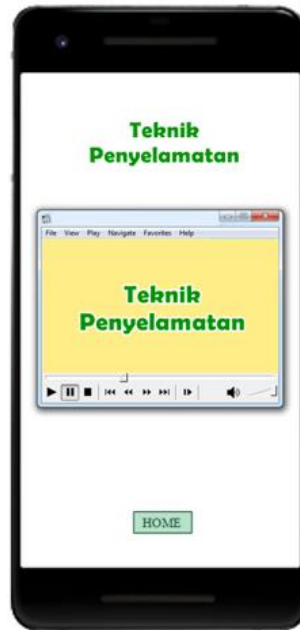 Teknik
Penyelamatan
File View Play Navigate Favorites Help
Teknik
Penyelamatan
HOME